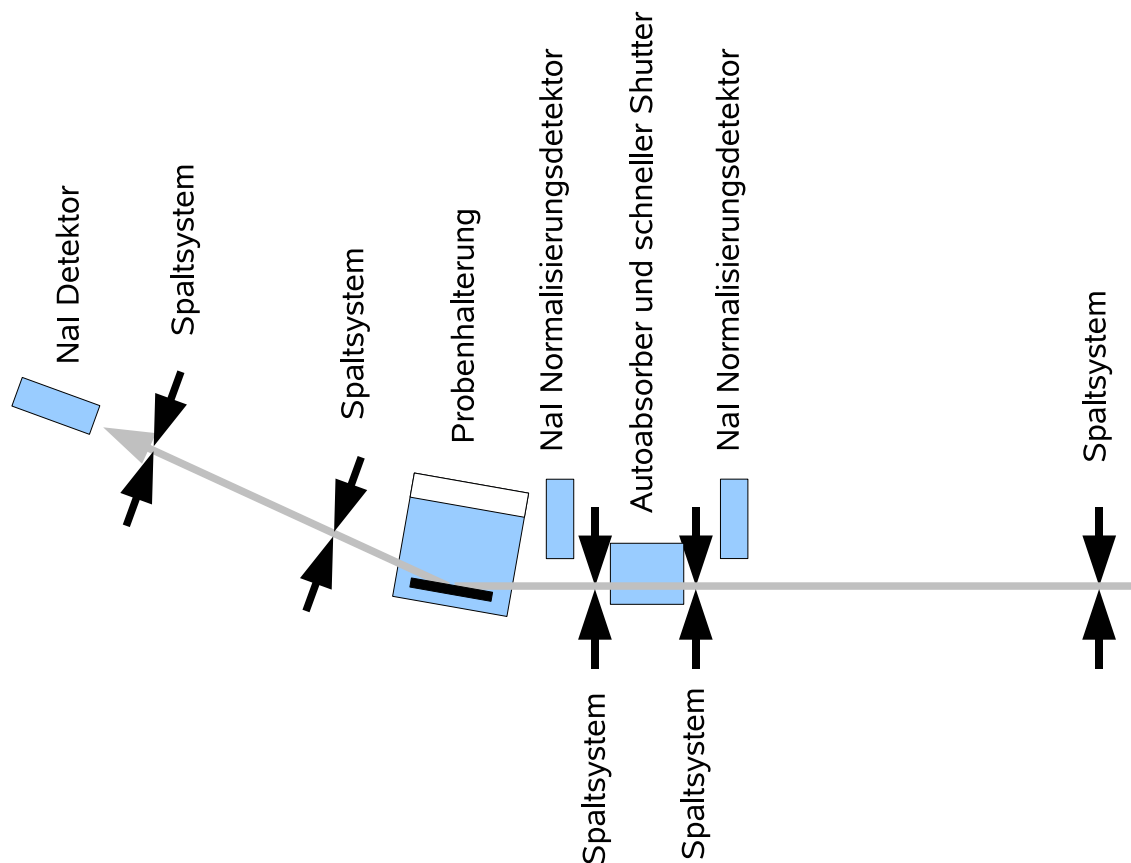 NaI Detektor
Spaltsystem
Spaltsystem
Probenhalterung
NaI Normalisierungsdetektor
Autoabsorber und schneller Shutter
NaI Normalisierungsdetektor
Spaltsystem
Spaltsystem
Spaltsystem